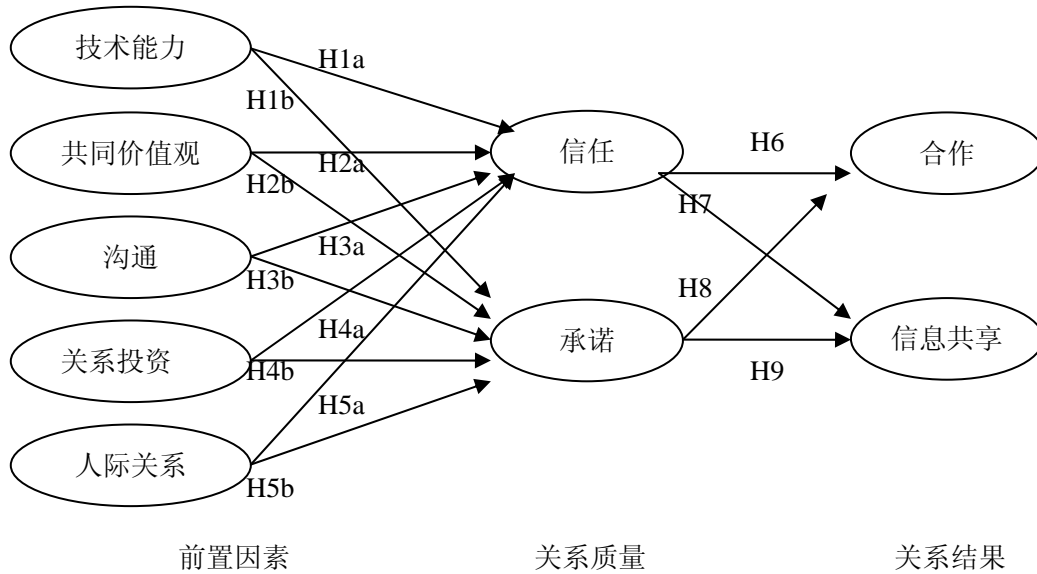 技术能力
H1a
H1b
共同价值观
H2a
H2b
信任
H6
合作
H7
沟通
H3a
H3b
H8
关系投资
H4a
H4b
承诺
H9
信息共享
人际关系
H5a
H5b
前置因素
关系质量
关系结果